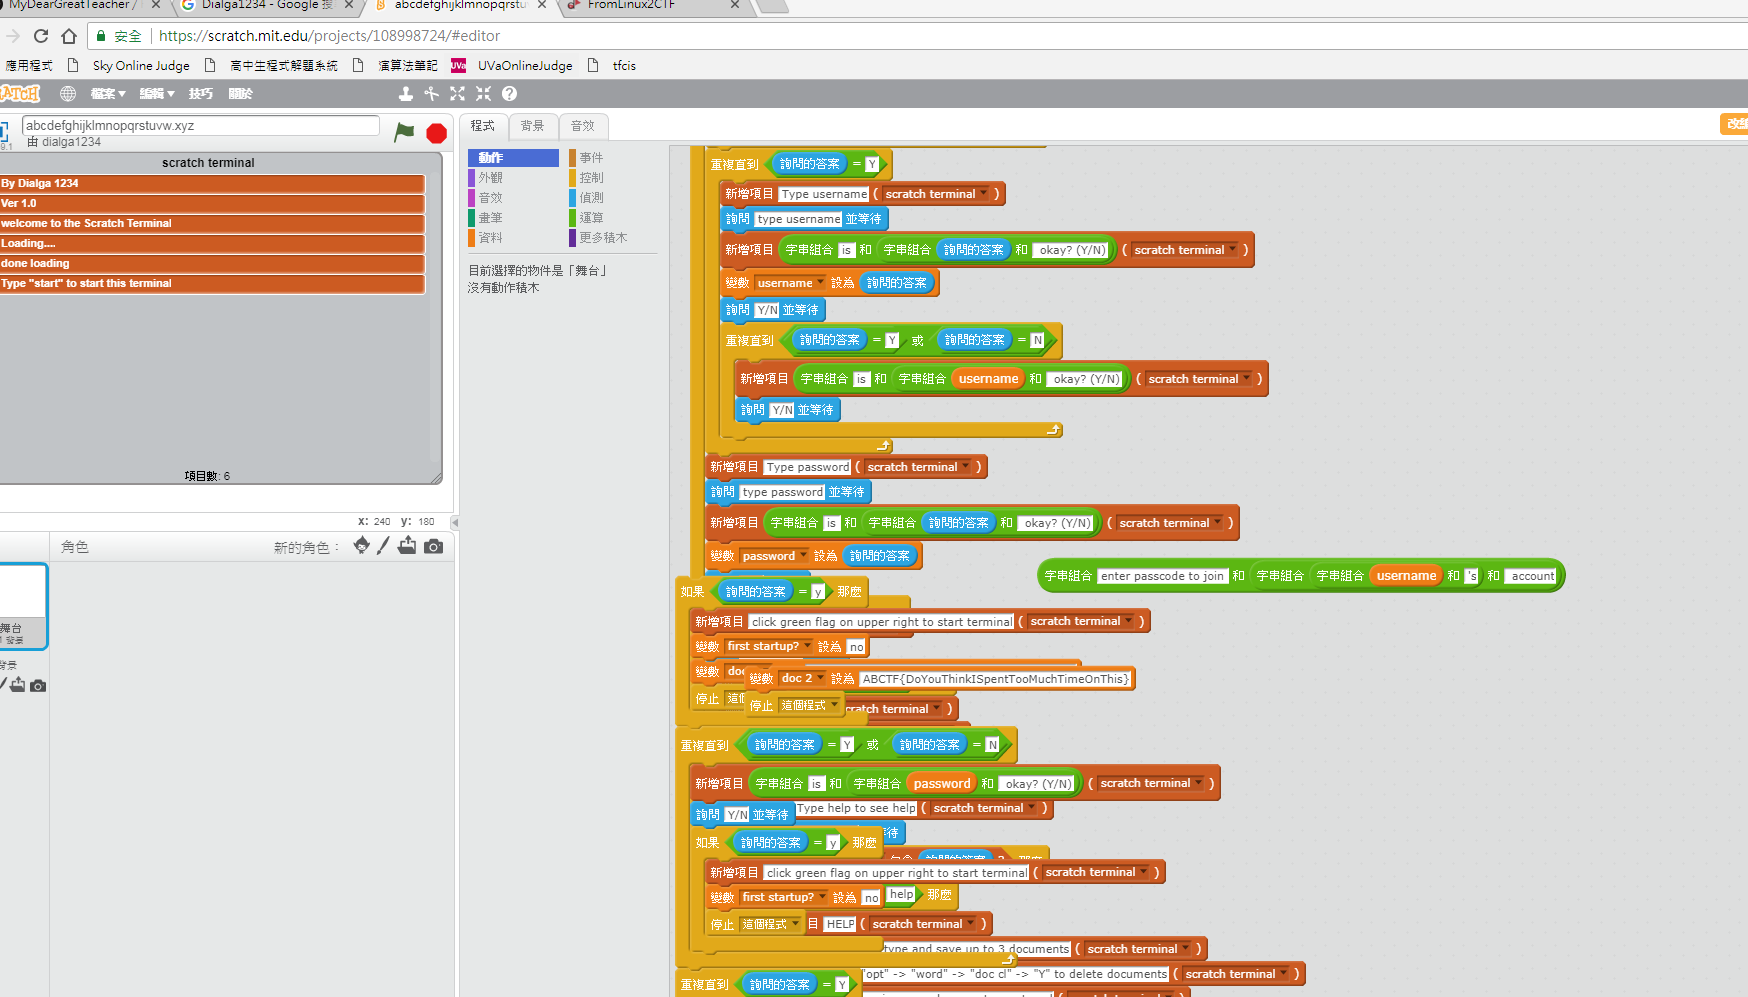 MyDearGreatTeacher /
Dialga1234 - Google 搜
abcdefghijklmnopqrstu
FromLinux2CTF
安全 https://scratch.mit.edu/projects/108998724/#editor
應用程式 Sky Online Judge 高中生程式解題系統 演算法筆記 UVa UVaOnlineJudge tfcis
檔案 編輯 技巧 關於
abcdefghijklmnopqrstuvw.xyz
由 dialga1234
scratch terminal
By Dialga 1234
Ver 1.0
welcome to the Scratch Terminal
Loading....
done loading
Type "start" to start this terminal
項目數: 6
x: 240 y: 180
角色 新的角色：
舞台
1 背景
背景
程式 背景 音效
改編
動作 事件
外觀 控制
音效 偵測
畫筆 運算
資料 更多積木
目前選擇的物件是「舞台」
沒有動作積木
重複直到 詢問的答案 = Y
新增項目 Type username ( scratch terminal )
詢問 type username 並等待
新增項目 字串組合 is 和 字串組合 詢問的答案 和 okay? (Y/N) ( scratch terminal )
變數 username 設為 詢問的答案
詢問 Y/N 並等待
重複直到 詢問的答案 = Y 或 詢問的答案 = N
新增項目 字串組合 is 和 字串組合 username 和 okay? (Y/N) ( scratch terminal )
詢問 Y/N 並等待
新增項目 Type password ( scratch terminal )
詢問 type password 並等待
新增項目 字串組合 is 和 字串組合 詢問的答案 和 okay? (Y/N) ( scratch terminal )
變數 password 設為 詢問的答案
字串組合 enter passcode to join 和 字串組合 字串組合 username 和 's 和 account
如果 詢問的答案 = y 那麼
新增項目 click green flag on upper right to start terminal ( scratch terminal )
變數 first startup? 設為 no
變數 doc
變數 doc 2 設為 ABCTF{DoYouThinkISpentTooMuchTimeOnThis}
停止 這個
停止 這個程式
cratch terminal )
重複直到 詢問的答案 = Y 或 詢問的答案 = N
新增項目 字串組合 is 和 字串組合 password 和 okay? (Y/N) ( scratch terminal )
Type help to see help ( scratch terminal )
詢問 Y/N 並等待
如果 詢問的答案 = y 那麼
新增項目 click green flag on upper right to start terminal ( scratch terminal )
變數 first startup? 設為 no
help 那麼
停止 這個程式
目 HELP ( scratch terminal )
type and save up to 3 documents ( scratch terminal )
"opt" -> "word" -> "doc cl" -> "Y" to delete documents ( scratch terminal )
重複直到 詢問的答案 = Y